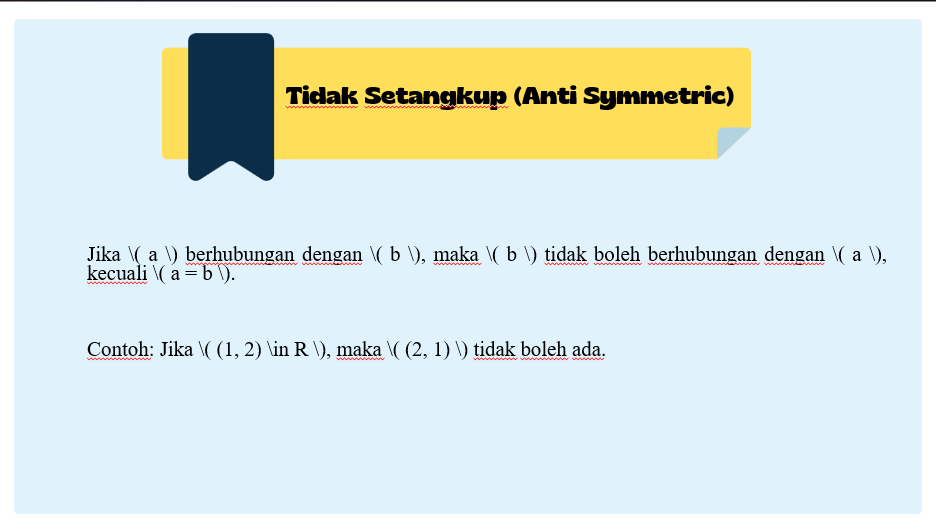 Tidak Setangkup (Anti Symmetric)
Jika \( a \) berhubungan dengan \( b \), maka \( b \) tidak boleh berhubungan dengan \( a \),
kecuali \( a = b \).
Contoh: Jika \( (1, 2) \in R \), maka \( (2, 1) \) tidak boleh ada.